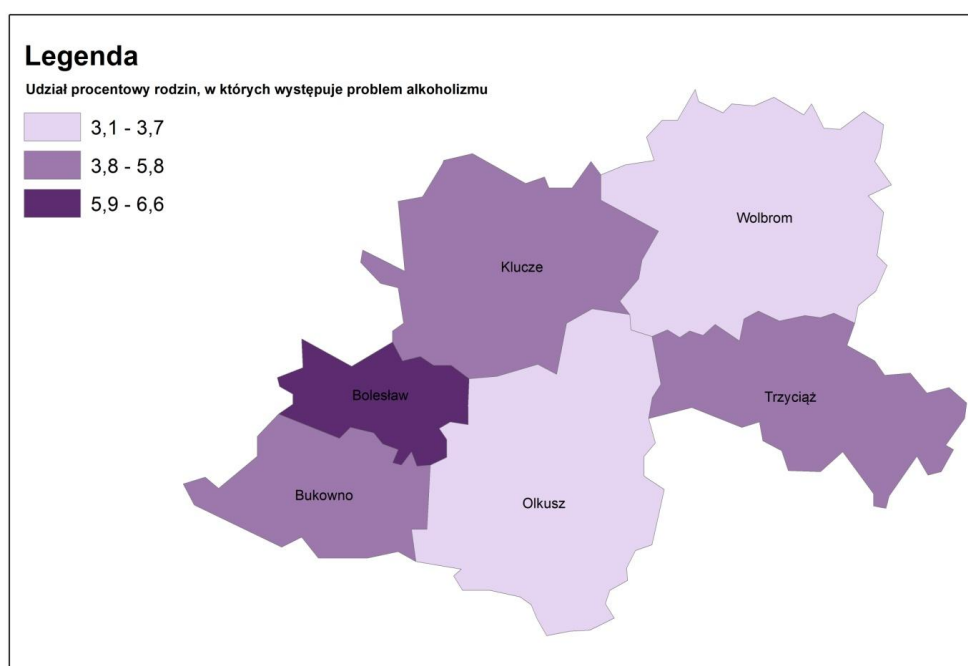 Legenda
Udział procentowy rodzin, w których występuje problem alkoholizmu
3,1 - 3,7
3,8 - 5,8
5,9 - 6,6
Wolbrom
Klucze
Bolesław
Trzyciąż
Bukowno
Olkusz